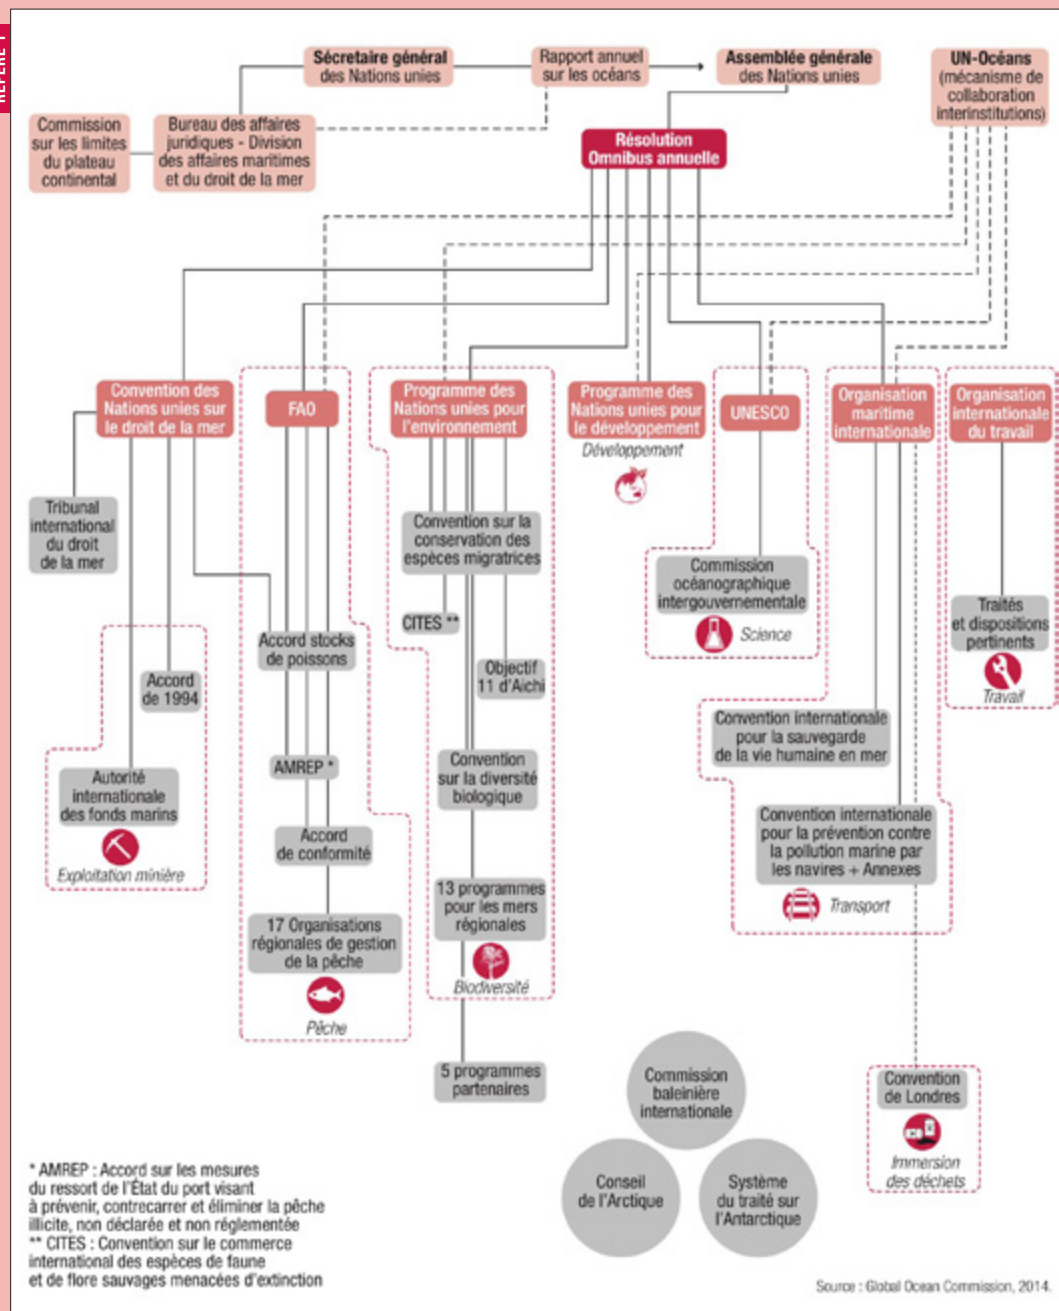 REPÈRE 1
Sécretaire général
des Nations unies
Rapport annuel
sur les océans
Assemblée générale
des Nations unies
UN-Océans
(mécanisme de
collaboration
interinstitutions)
Commission
sur les limites
du plateau
continental
Bureau des affaires
juridiques - Division
des affaires maritimes
et du droit de la mer
Résolution
Omnibus annuelle
Convention des
Nations unies sur
le droit de la mer
FAO
Programme des
Nations unies pour
l'environnement
Programme des
Nations unies pour
le développement
Développement
UNESCO
Organisation
maritime
internationale
Organisation
internationale
du travail
Tribunal
international
du droit
de la mer
Convention sur la
conservation des
espèces migratrices
Commission
océanographique
intergouvernementale
Science
Traités
et dispositions
pertinents
Travail
CITES **
Accord stocks
de poissons
Objectif
11 d'Aichi
Accord
de 1994
Convention internationale
pour la sauvegarde
de la vie humaine en mer
AMREP *
Convention
sur la diversité
biologique
Autorité
internationale
des fonds marins
Exploitation minière
Accord
de conformité
Convention internationale
pour la prévention contre
la pollution marine par
les navires + Annexes
Transport
13 programmes
pour les mers
régionales
Biodiversité
17 Organisations
régionales de gestion
de la pêche
Pêche
5 programmes
partenaires
Commission
baleinière
internationale
Conseil
de l'Arctique
Système
du traité sur
l'Antarctique
Convention
de Londres
Immersion
des déchets
* AMREP : Accord sur les mesures
du ressort de l'État du port visant
à prévenir, contrecarrer et éliminer la pêche
illicite, non déclarée et non réglementée
** CITES : Convention sur le commerce
international des espèces de faune
et de flore sauvages menacées d'extinction
Source : Global Ocean Commission, 2014.